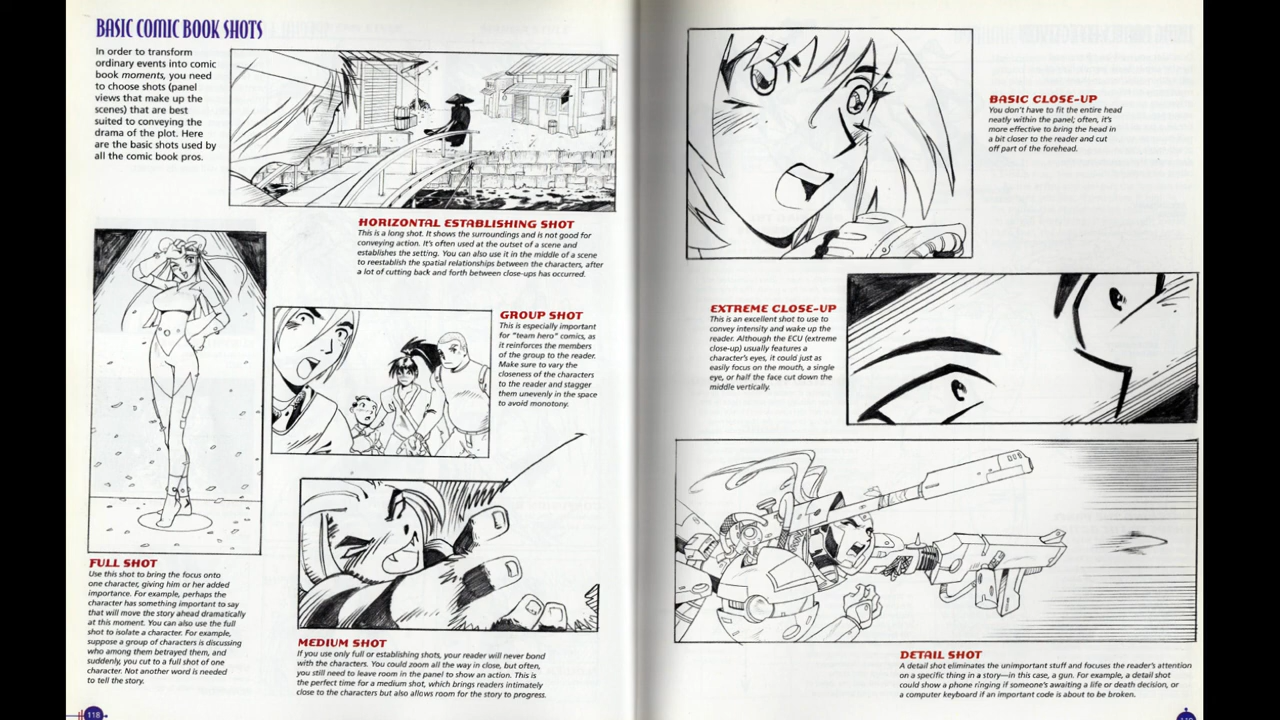 BASIC COMIC BOOK SHOTS
In order to transform
ordinary events into comic
book moments, you need
to choose shots (panel
views that make up the
scenes) that are best
suited to conveying the
drama of the plot. Here
are the basic shots used by
all the comic book pros.
HORIZONTAL ESTABLISHING SHOT
This is a long shot. It shows the surroundings and is not good for
conveying action. It's often used at the outset of a scene and
establishes the setting. You can also use it in the middle of a scene
to reestablish the spatial relationships between the characters, after
a lot of cutting back and forth between close-ups has occurred.
GROUP SHOT
This is especially important
for "team hero" comics, as
it reinforces the members
of the group to the reader.
Make sure to vary the
closeness of the characters
to the reader and stagger
them unevenly in the space
to avoid monotony.
FULL SHOT
Use this shot to bring the focus onto
one character, giving him or her added
importance. For example, perhaps the
character has something important to say
that will move the story ahead dramatically
at this moment. You can also use the full
shot to isolate a character. For example,
suppose a group of characters is discussing
who among them betrayed them, and
suddenly, you cut to a full shot of one
character. Not another word is needed
to tell the story.
MEDIUM SHOT
If you use only full or establishing shots, your reader will never bond
with the characters. You could zoom all the way in close, but often,
you still need to leave room in the panel to show an action. This is
the perfect time for a medium shot, which brings readers intimately
close to the characters but also allows room for the story to progress.
118
BASIC CLOSE-UP
You don't have to fit the entire head
neatly within the panel; often, it's
more effective to bring the head in
a bit closer to the reader and cut
off part of the forehead.
EXTREME CLOSE-UP
This is an excellent shot to use to
convey intensity and wake up the
reader. Although the ECU (extreme
close-up) usually features a
character's eyes, it could just as
easily focus on the mouth, a single
eye, or half the face cut down the
middle vertically.
DETAIL SHOT
A detail shot eliminates the unimportant stuff and focuses the reader's attention
on a specific thing in a story—in this case, a gun. For example, a detail shot
could show a phone ringing if someone's awaiting a life or death decision, or
a computer keyboard if an important code is about to be broken.